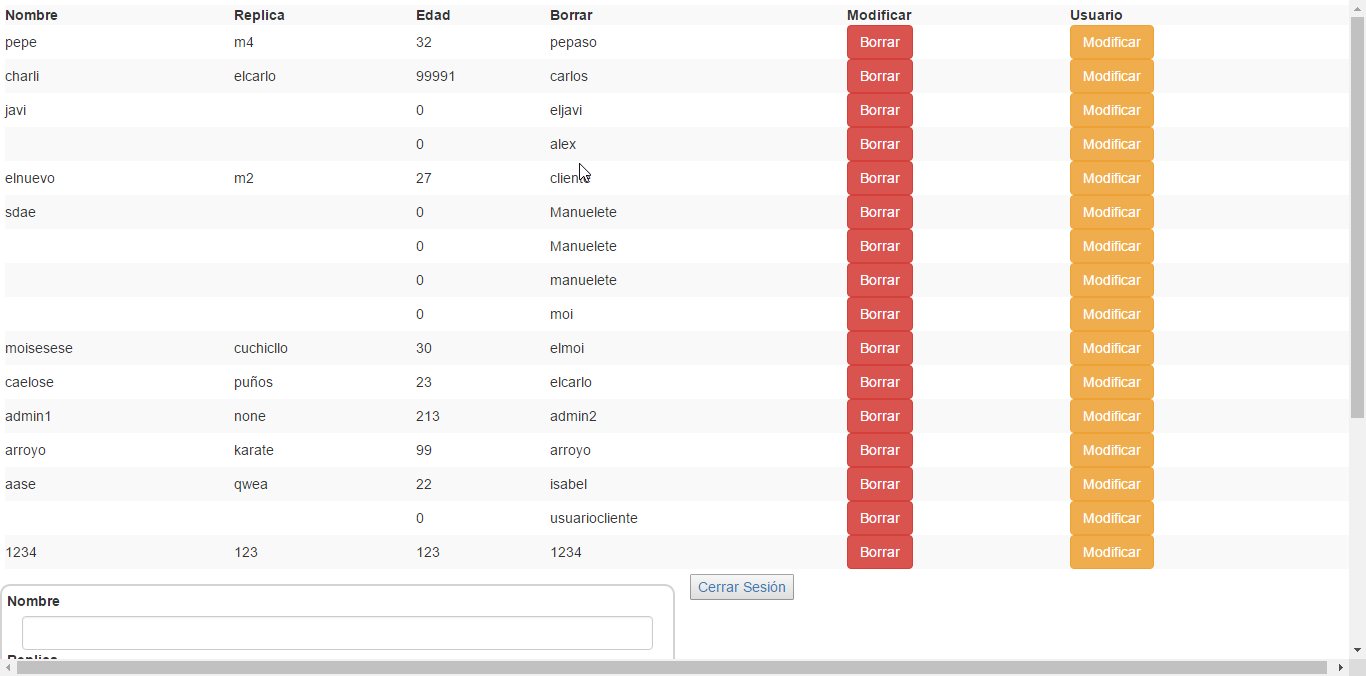 Nombre Replica Edad Borrar Modificar Usuario
pepe m4 32 pepaso Borrar Modificar
charli elcarlo 99991 carlos Borrar Modificar
javi 0 eljavi Borrar Modificar
0 alex Borrar Modificar
elnuevo m2 27 cliente Borrar Modificar
sdae 0 Manuelete Borrar Modificar
0 Manuelete Borrar Modificar
0 manuelete Borrar Modificar
0 moi Borrar Modificar
moisesese cuchicllo 30 elmoi Borrar Modificar
caelose puños 23 elcarlo Borrar Modificar
admin1 none 213 admin2 Borrar Modificar
arroyo karate 99 arroyo Borrar Modificar
aase qwea 22 isabel Borrar Modificar
0 usuariocliente Borrar Modificar
1234 123 123 1234 Borrar Modificar
Cerrar Sesión
Nombre
Replica